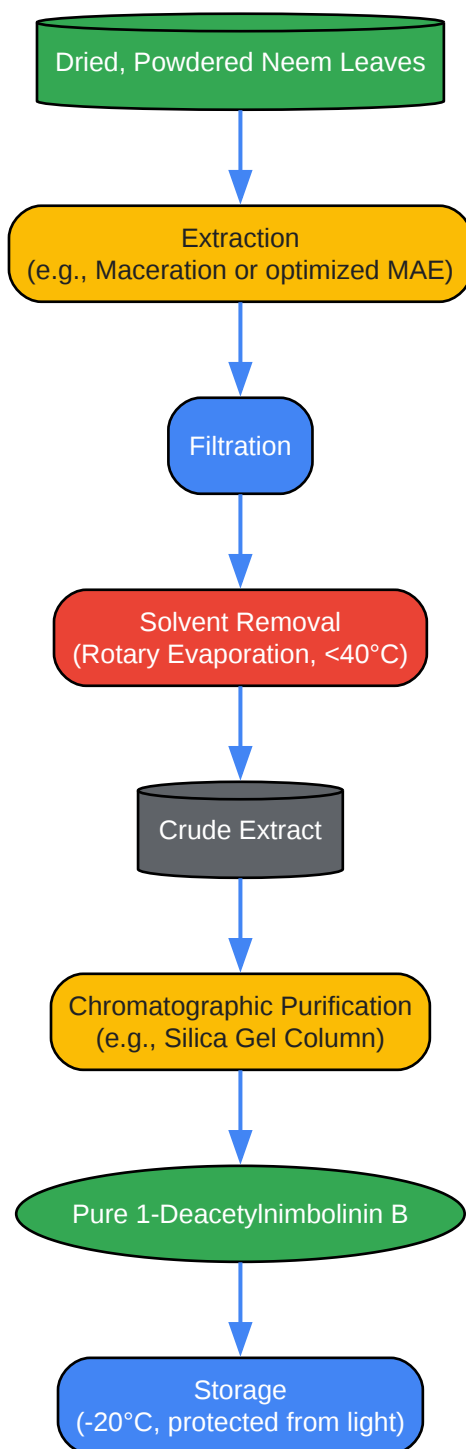 Dried, Powdered Neem Leaves
Extraction
(e.g., Maceration or optimized MAE)
Filtration
Solvent Removal
(Rotary Evaporation, <40°C)
Crude Extract
Chromatographic Purification
(e.g., Silica Gel Column)
Pure 1-Deacetylnimbolinin B
Storage
(-20°C, protected from light)